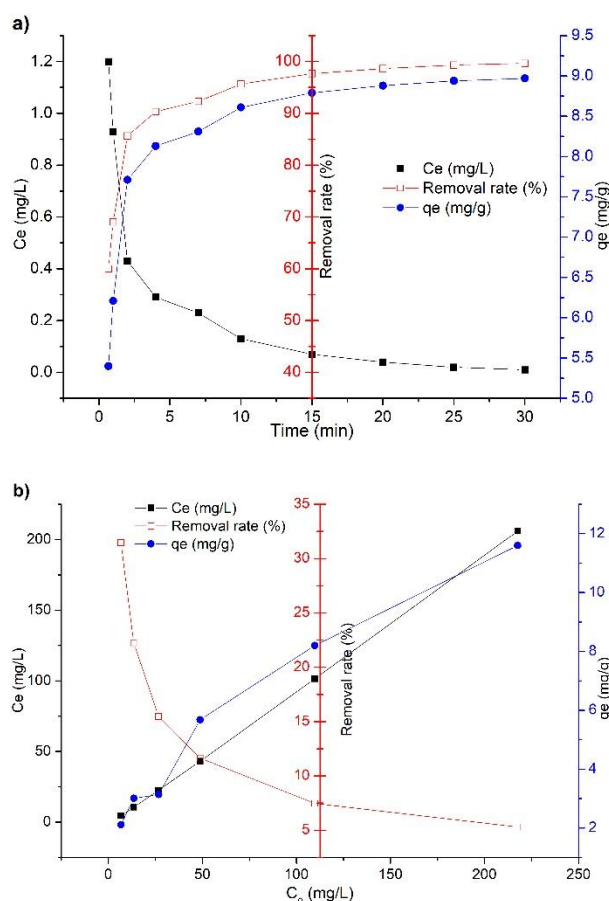 a)
1.2
1.0
0.8
0.6
0.4
0.2
0.0
Ce (mg/L)
100
90
80
70
60
50
40
Removal rate (%)
9.5
9.0
8.5
8.0
7.5
7.0
6.5
6.0
5.5
5.0
qe (mg/g)
Ce (mg/L)
Removal rate (%)
qe (mg/g)
0 5 10 15 20 25 30
Time (min)
b)
Ce (mg/L)
Removal rate (%)
qe (mg/g)
200
150
100
50
0
Ce (mg/L)
35
30
25
20
15
10
5
Removal rate (%)
12
10
8
6
4
2
qe (mg/g)
0 50 100 150 200 250
C₀ (mg/L)